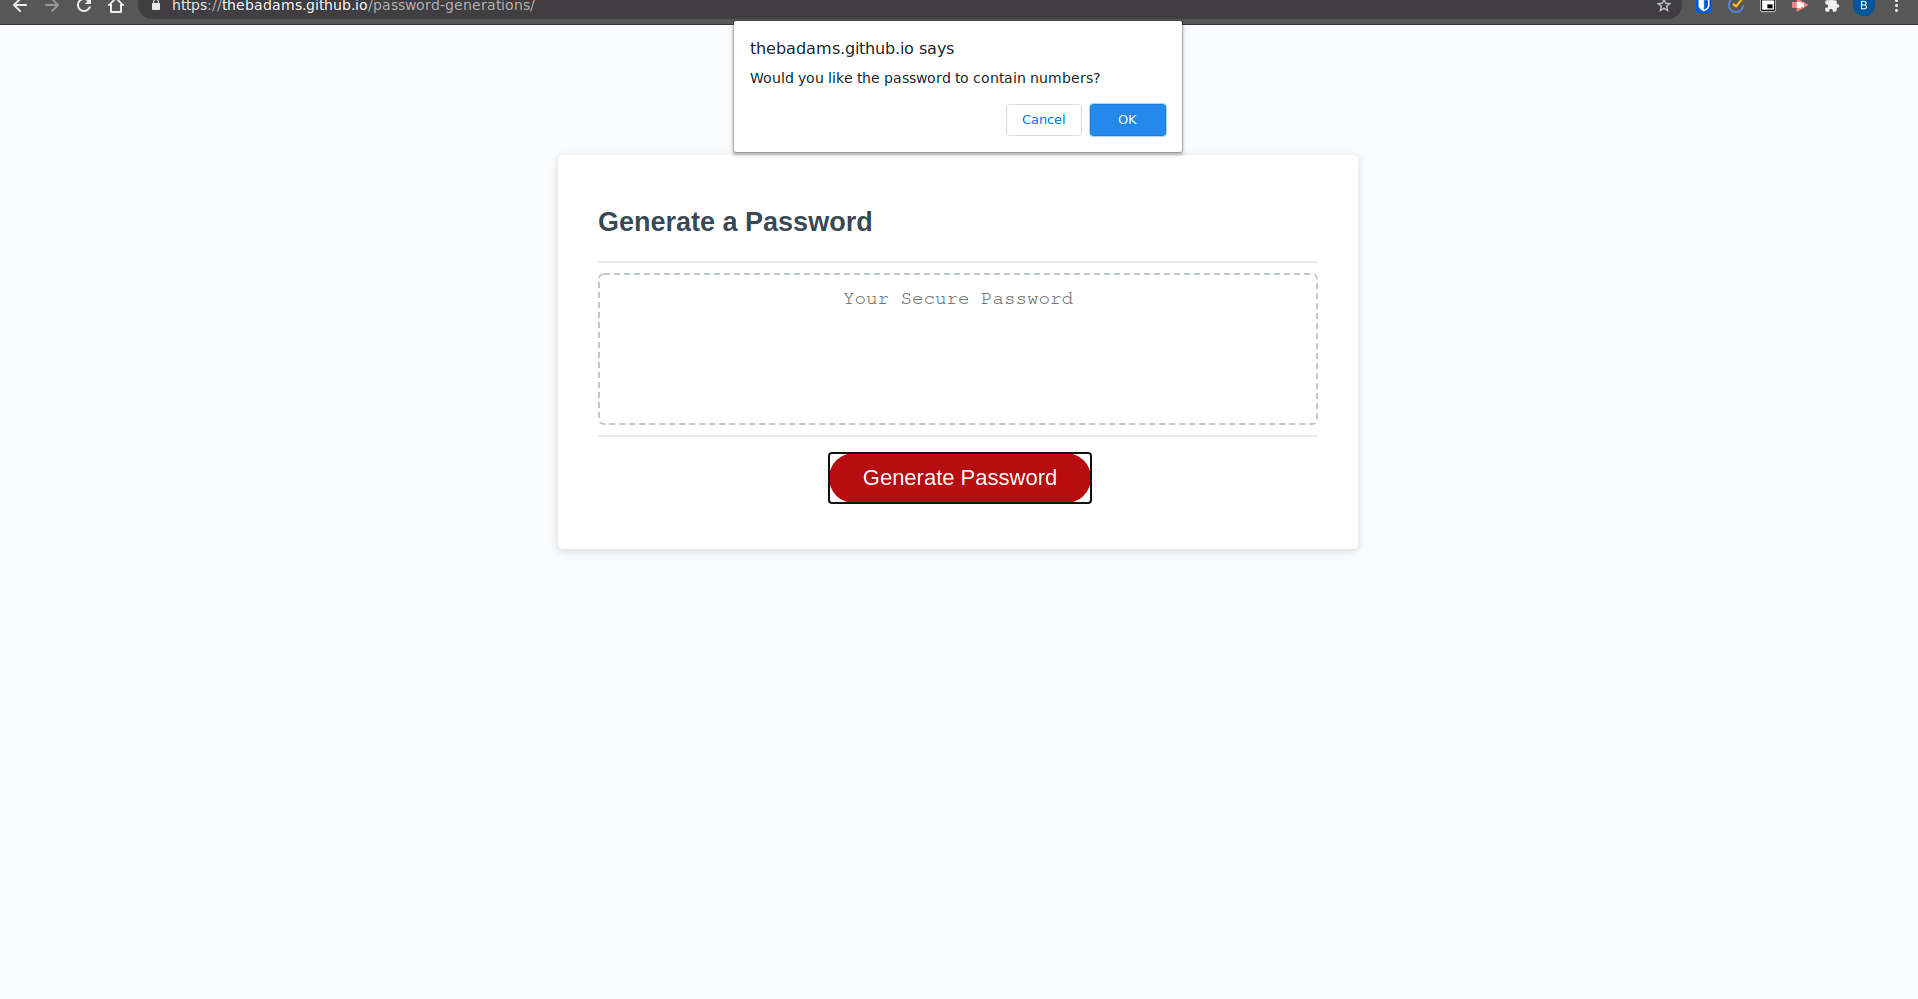 https://thebadams.github.io/password-generations/
B
thebadams.github.io says
Would you like the password to contain numbers?
Cancel
OK
Generate a Password
Your Secure Password
Generate Password